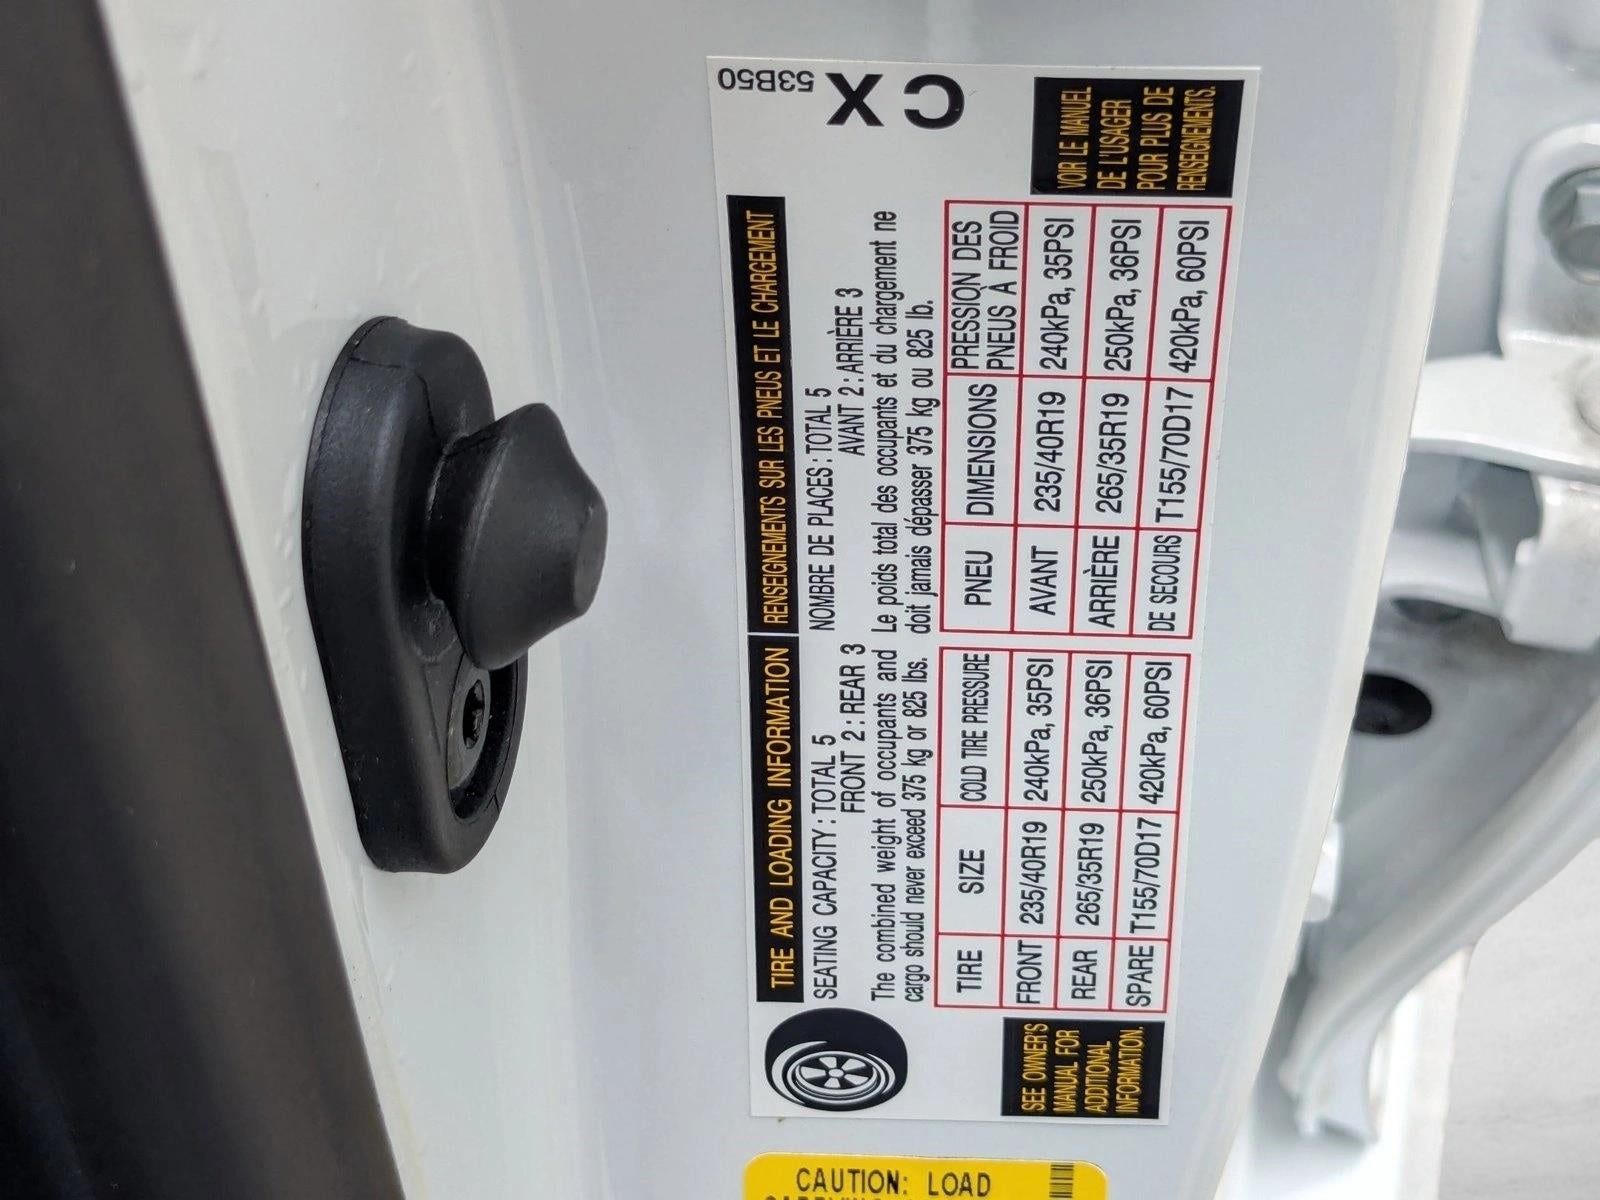 TIRE AND LOADING INFORMATION
SEATING CAPACITY : TOTAL 5
FRONT 2 : REAR 3
The combined weight of occupants and
cargo should never exceed 375 kg or 825 lbs.
TIRE SIZE COLD TIRE PRESSURE
FRONT 235/40R19 240kPa, 35PSI
REAR 265/35R19 250kPa, 36PSI
SPARE T155/70D17 420kPa, 60PSI
SEE OWNER'S
MANUAL FOR
ADDITIONAL
INFORMATION.
RENSEIGNEMENTS SUR LES PNEUS ET LE CHARGEMENT
NOMBRE DE PLACES : TOTAL 5
AVANT 2 : ARRIÈRE 3
Le poids total des occupants et du chargement ne
doit jamais dépasser 375 kg ou 825 lb.
PNEU DIMENSIONS PRESSION DES
PNEUS À FROID
AVANT 235/40R19 240kPa, 35PSI
ARRIÈRE 265/35R19 250kPa, 36PSI
DE SECOURS T155/70D17 420kPa, 60PSI
VOIR LE MANUEL
DE L'USAGER
POUR PLUS DE
RENSEIGNEMENTS.
CX
53B50
CAUTION: LOAD